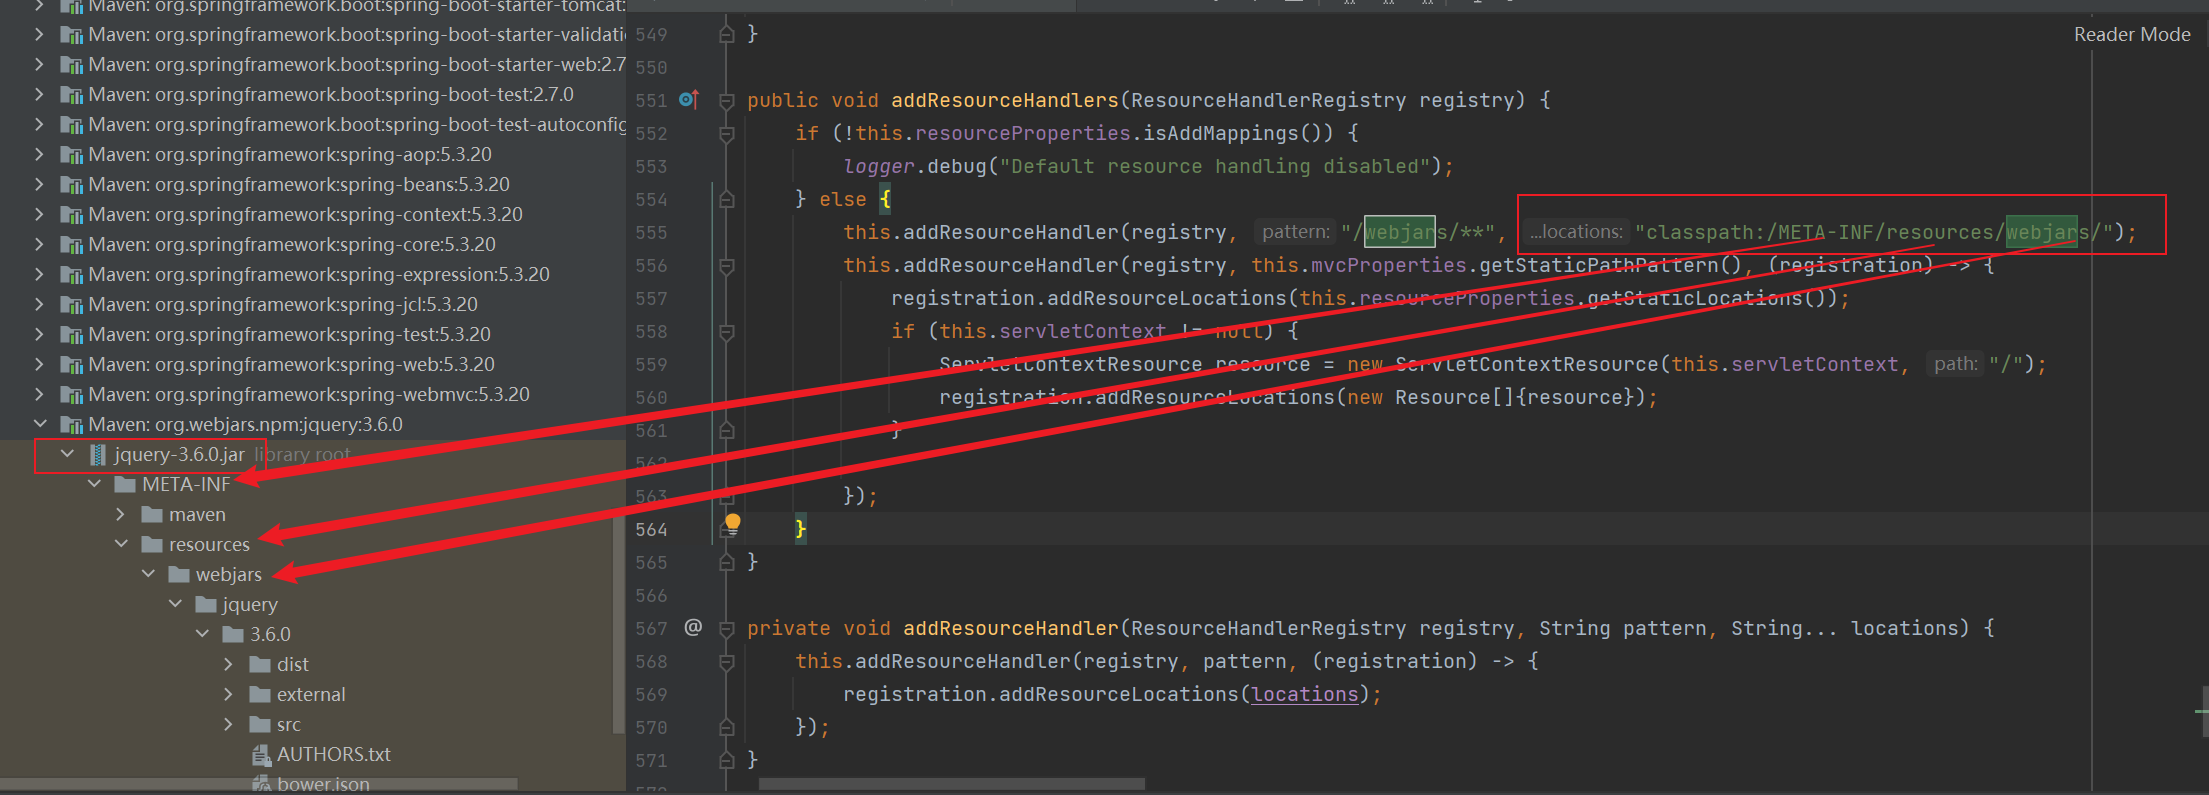 Maven: org.springframework.boot:spring-boot-starter-tomcat:
Maven: org.springframework.boot:spring-boot-starter-validati
Maven: org.springframework.boot:spring-boot-starter-web:2.7
Maven: org.springframework.boot:spring-boot-test:2.7.0
Maven: org.springframework.boot:spring-boot-test-autoconfig
Maven: org.springframework:spring-aop:5.3.20
Maven: org.springframework:spring-beans:5.3.20
Maven: org.springframework:spring-context:5.3.20
Maven: org.springframework:spring-core:5.3.20
Maven: org.springframework:spring-expression:5.3.20
Maven: org.springframework:spring-jcl:5.3.20
Maven: org.springframework:spring-test:5.3.20
Maven: org.springframework:spring-web:5.3.20
Maven: org.springframework:spring-webmvc:5.3.20
Maven: org.webjars.npm:jquery:3.6.0
jquery-3.6.0.jar library root
META-INF
maven
resources
webjars
jquery
3.6.0
dist
external
src
AUTHORS.txt
bower.json
Reader Mode
549 }
550
551 public void addResourceHandlers(ResourceHandlerRegistry registry) {
552 if (!this.resourceProperties.isAddMappings()) {
553 logger.debug("Default resource handling disabled");
554 } else {
555 this.addResourceHandler(registry, pattern: "/webjars/**", ...locations: "classpath:/META-INF/resources/webjars/");
556 this.addResourceHandler(registry, this.mvcProperties.getStaticPathPattern(), (registration) -> {
557 registration.addResourceLocations(this.resourceProperties.getStaticLocations());
558 if (this.servletContext != null) {
559 ServletContextResource resource = new ServletContextResource(this.servletContext, path: "/");
560 registration.addResourceLocations(new Resource[]{resource});
561 }
562
563 });
564 }
565 }
566
567 @ private void addResourceHandler(ResourceHandlerRegistry registry, String pattern, String... locations) {
568 this.addResourceHandler(registry, pattern, (registration) -> {
569 registration.addResourceLocations(locations);
570 });
571 }